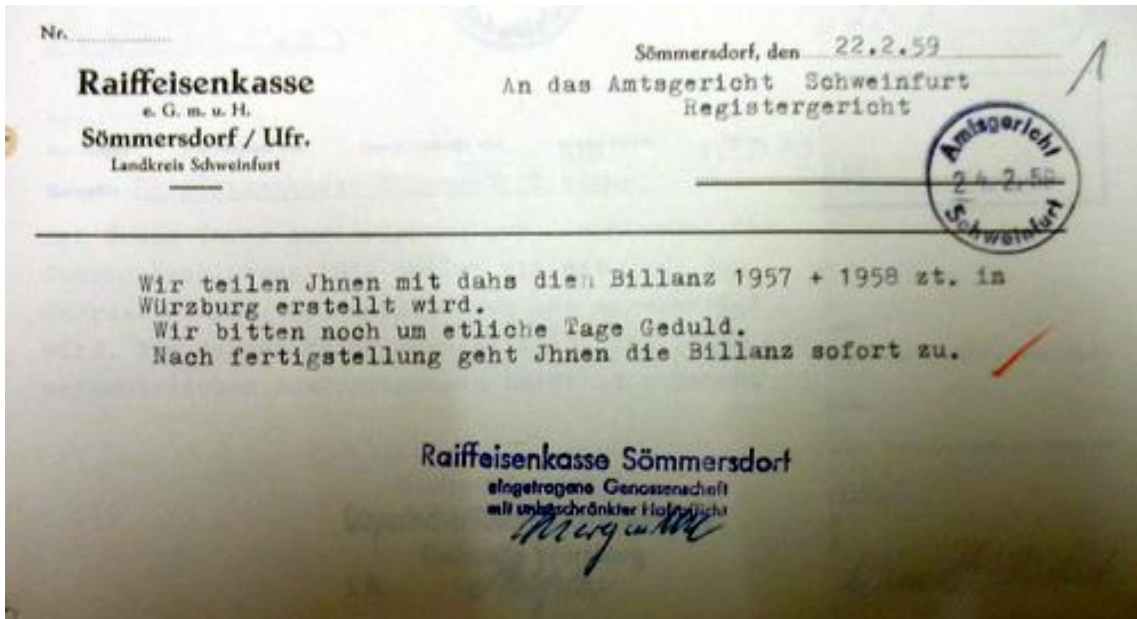 Nr.
Raiffeisenkasse
e. G. m. u. H.
Sömmersdorf / Ufr.
Landkreis Schweinfurt
Sömmersdorf, den 22.2.59
An das Amtsgericht Schweinfurt
Registergericht
1
Amtsgericht
24.2.59
Schweinfurt
Wir teilen Jhnen mit dahs dien Billanz 1957 + 1958 zt. in
Würzburg erstellt wird.
Wir bitten noch um etliche Tage Geduld.
Nach fertigstellung geht Jhnen die Billanz sofort zu.
Raiffeisenkasse Sömmersdorf
eingetragene Genossenschaft
mit unbeschränkter Haftpflicht